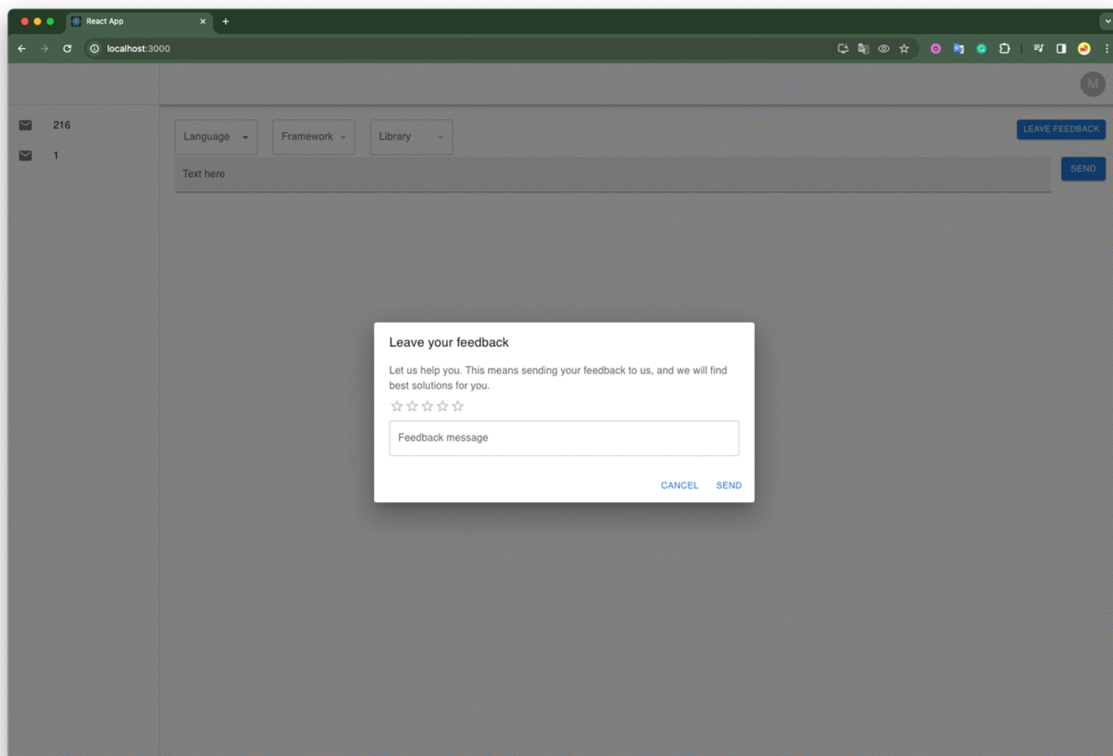 React App
localhost:3000
M
216
1
Language
Framework
Library
LEAVE FEEDBACK
Text here
SEND
Leave your feedback
Let us help you. This means sending your feedback to us, and we will find
best solutions for you.
Feedback message
CANCEL SEND